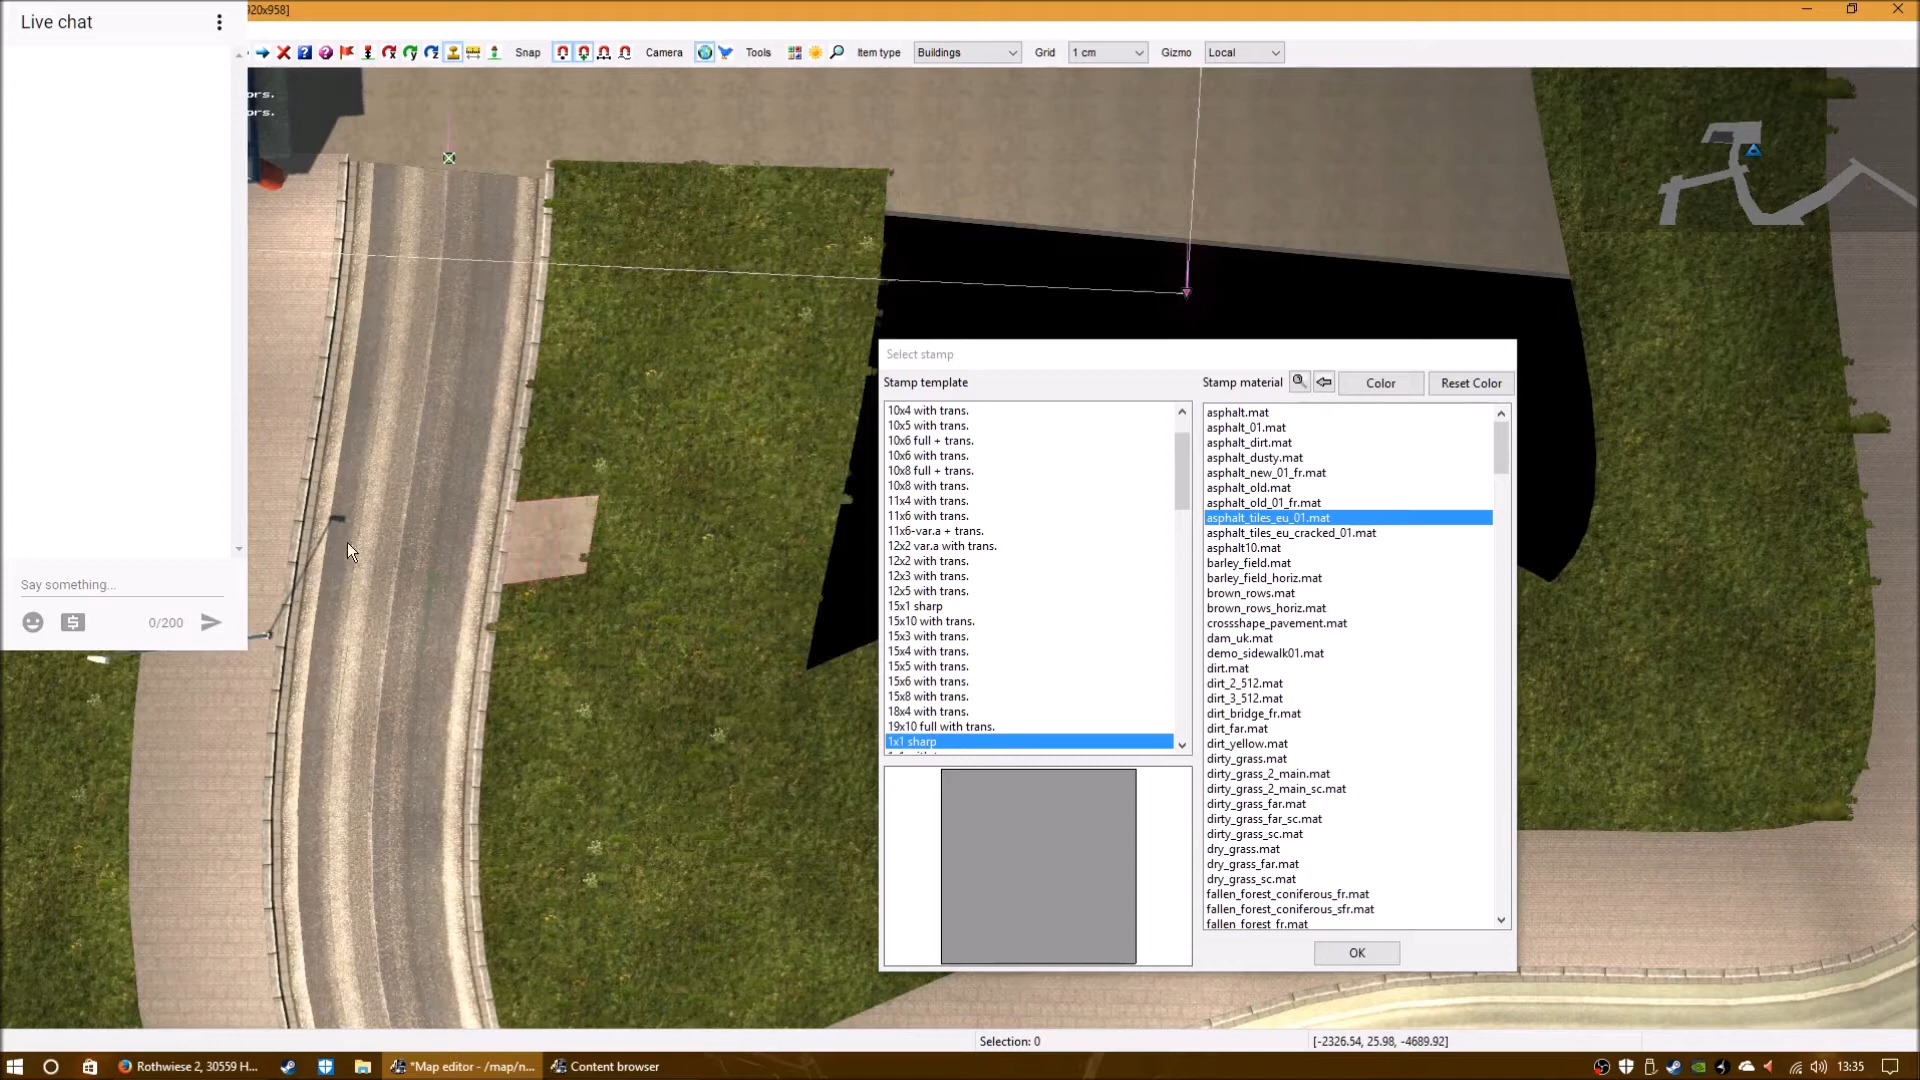 Live chat
920x958]
Snap
Camera
Tools
Item type
Buildings
Grid
1 cm
Gizmo
Local
ors.
ors.
Select stamp
Stamp template
Stamp material
Color
Reset Color
10x4 with trans.
10x5 with trans.
10x6 full + trans.
10x6 with trans.
10x8 full + trans.
10x8 with trans.
11x4 with trans.
11x6 with trans.
11x6-var.a + trans.
12x2 var.a with trans.
12x2 with trans.
12x3 with trans.
12x5 with trans.
15x1 sharp
15x10 with trans.
15x3 with trans.
15x4 with trans.
15x5 with trans.
15x6 with trans.
15x8 with trans.
18x4 with trans.
19x10 full with trans.
1x1 sharp
asphalt.mat
asphalt_01.mat
asphalt_dirt.mat
asphalt_dusty.mat
asphalt_new_01_fr.mat
asphalt_old.mat
asphalt_old_01_fr.mat
asphalt_tiles_eu_01.mat
asphalt_tiles_eu_cracked_01.mat
asphalt10.mat
barley_field.mat
barley_field_horiz.mat
brown_rows.mat
brown_rows_horiz.mat
crossshape_pavement.mat
dam_uk.mat
demo_sidewalk01.mat
dirt.mat
dirt_2_512.mat
dirt_3_512.mat
dirt_bridge_fr.mat
dirt_far.mat
dirt_yellow.mat
dirty_grass.mat
dirty_grass_2_main.mat
dirty_grass_2_main_sc.mat
dirty_grass_far.mat
dirty_grass_far_sc.mat
dirty_grass_sc.mat
dry_grass.mat
dry_grass_far.mat
dry_grass_sc.mat
fallen_forest_coniferous_fr.mat
fallen_forest_coniferous_sfr.mat
fallen_forest_fr.mat
OK
Say something...
0/200
Selection: 0
[-2326.54, 25.98, -4689.92]
Rothwiese 2, 30559 H...
*Map editor - /map/n...
Content browser
13:35